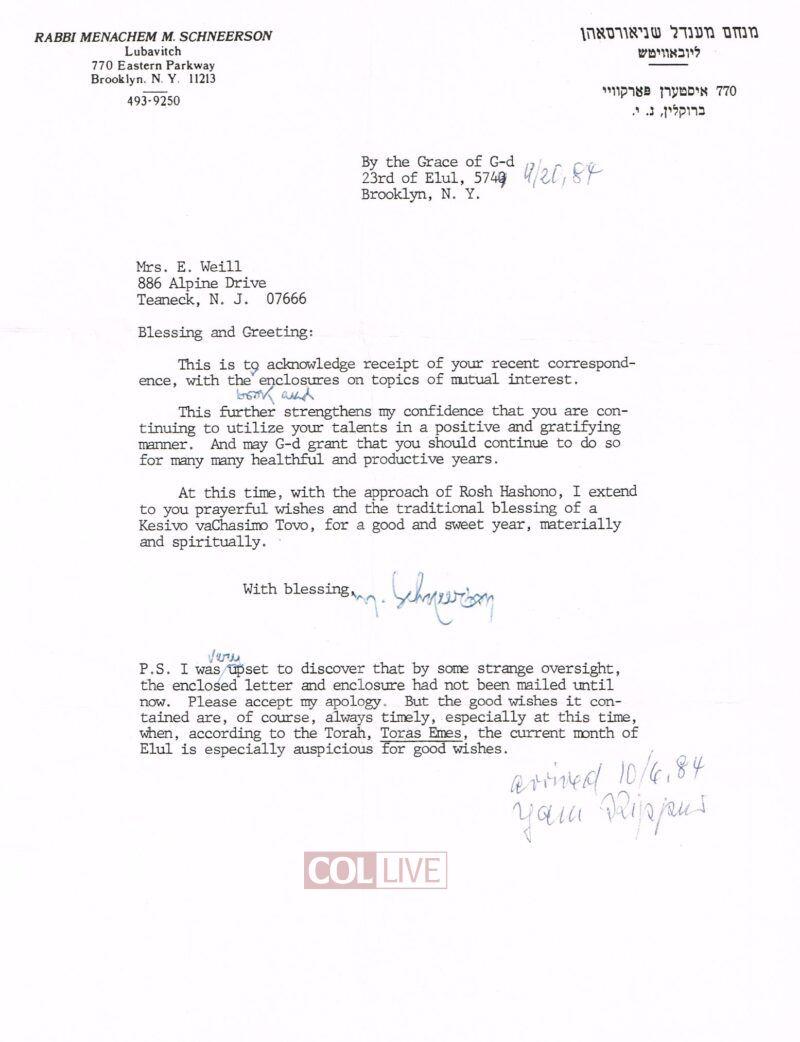 RABBI MENACHEM M. SCHNEERSON
Lubavitch
770 Eastern Parkway
Brooklyn. N. Y. 11213
493-9250
מנחם מענדל שניאורסאהן
ליובאוויטש
770 איסטערן פארקוויי
ברוקלין, נ. י.
By the Grace of G-d
23rd of Elul, 5744 9/20, 84
Brooklyn, N. Y.
Mrs. E. Weill
886 Alpine Drive
Teaneck, N. J. 07666
Blessing and Greeting:
This is to acknowledge receipt of your recent correspond-
ence, with the enclosures on topics of mutual interest.
book and
This further strengthens my confidence that you are con-
tinuing to utilize your talents in a positive and gratifying
manner. And may G-d grant that you should continue to do so
for many many healthful and productive years.
At this time, with the approach of Rosh Hashono, I extend
to you prayerful wishes and the traditional blessing of a
Kesivo vaChasimo Tovo, for a good and sweet year, materially
and spiritually.
With blessing, M. Schneerson
very
P.S. I was upset to discover that by some strange oversight,
the enclosed letter and enclosure had not been mailed until
now. Please accept my apology. But the good wishes it con-
tained are, of course, always timely, especially at this time,
when, according to the Torah, Toras Emes, the current month of
Elul is especially auspicious for good wishes.
arrived 10/6, 84
Yom Kippur
COL LIVE